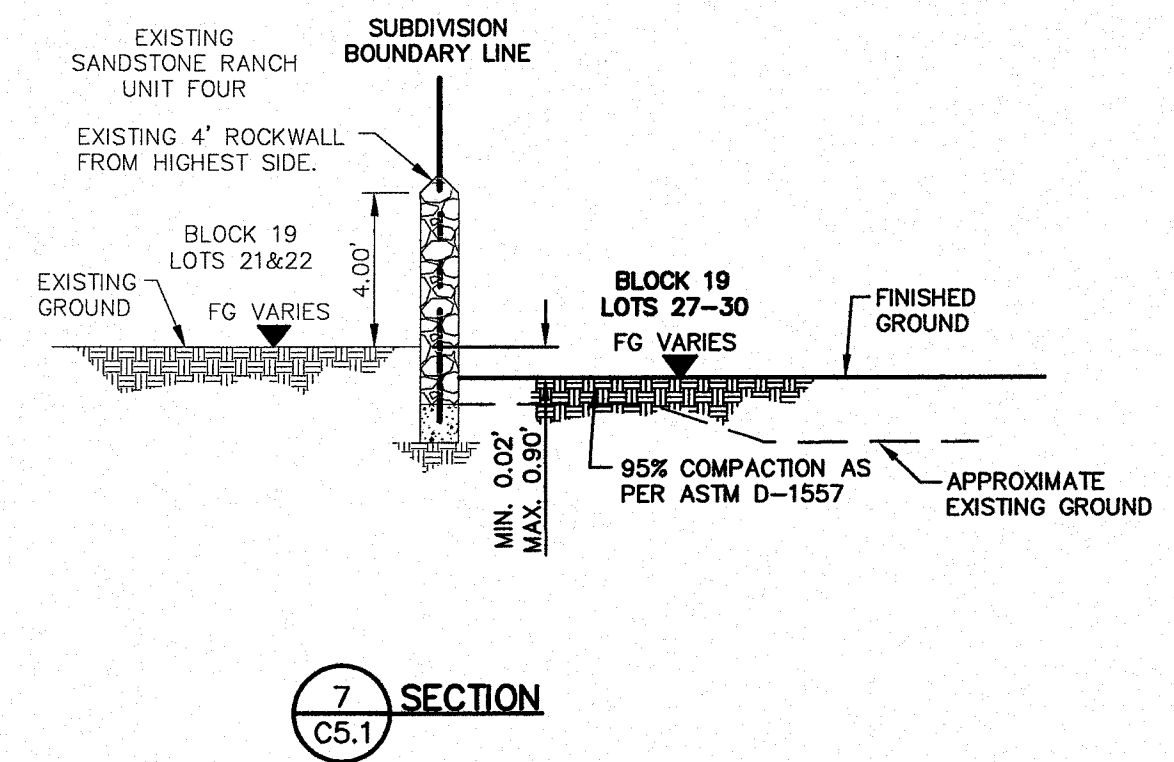 EXISTING
SANDSTONE RANCH
UNIT FOUR
SUBDIVISION
BOUNDARY LINE
EXISTING 4' ROCKWALL
FROM HIGHEST SIDE.
BLOCK 19
LOTS 21&22
4.00'
EXISTING
GROUND
FG VARIES
BLOCK 19
LOTS 27-30
FG VARIES
FINISHED
GROUND
MIN. 0.02'
MAX. 0.90'
95% COMPACTION AS
PER ASTM D-1557
APPROXIMATE
EXISTING GROUND
7
C5.1
SECTION